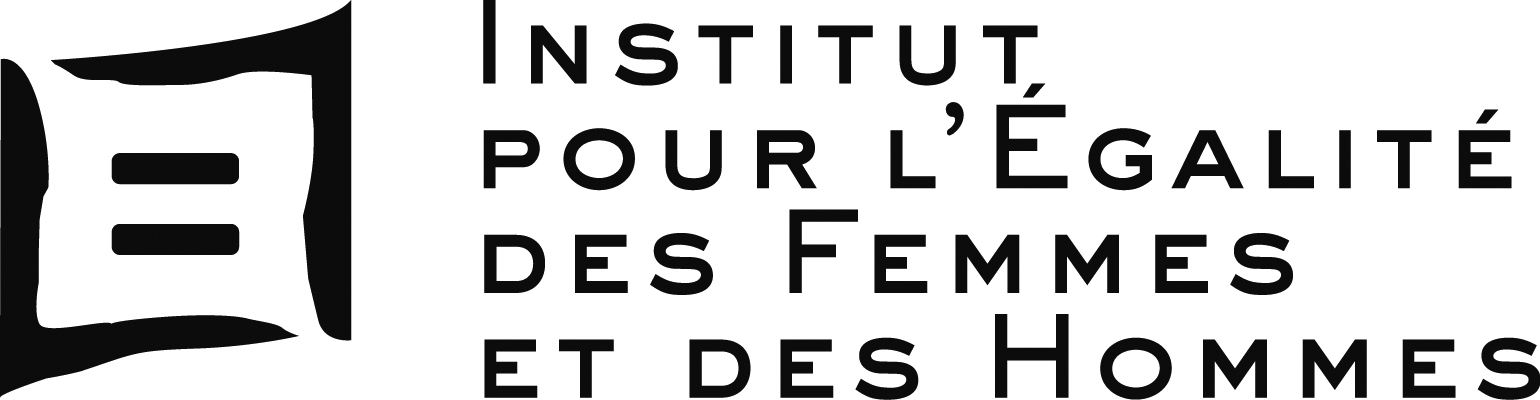 Institut
pour l’Égalité
des Femmes
et des Hommes